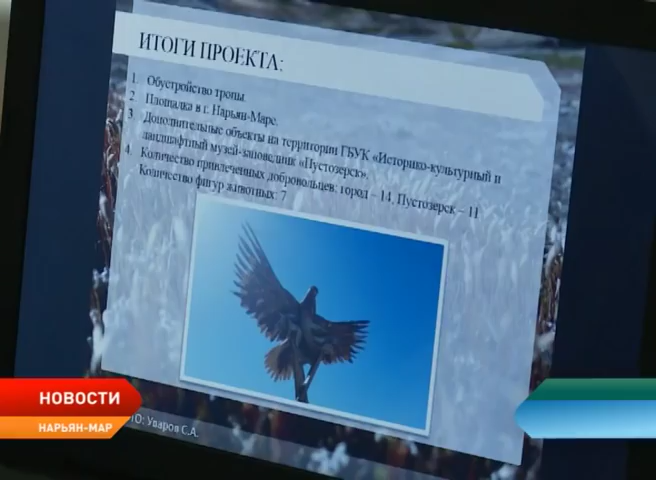 ИТОГИ ПРОЕКТА:
1. Обустройство тропы
2. Площадка в г. Нарьян-Маре.
3. Дополнительные объекты на территории ГБУК «Историко-культурный и
ландшафтный музей-заповедник «Пустозерск».
4. Количество привлеченных добровольцев: город – 14, Пустозерск – 11
Количество фигур животных: 7
НОВОСТИ
НАРЬЯН-МАР
Уваров С.А.